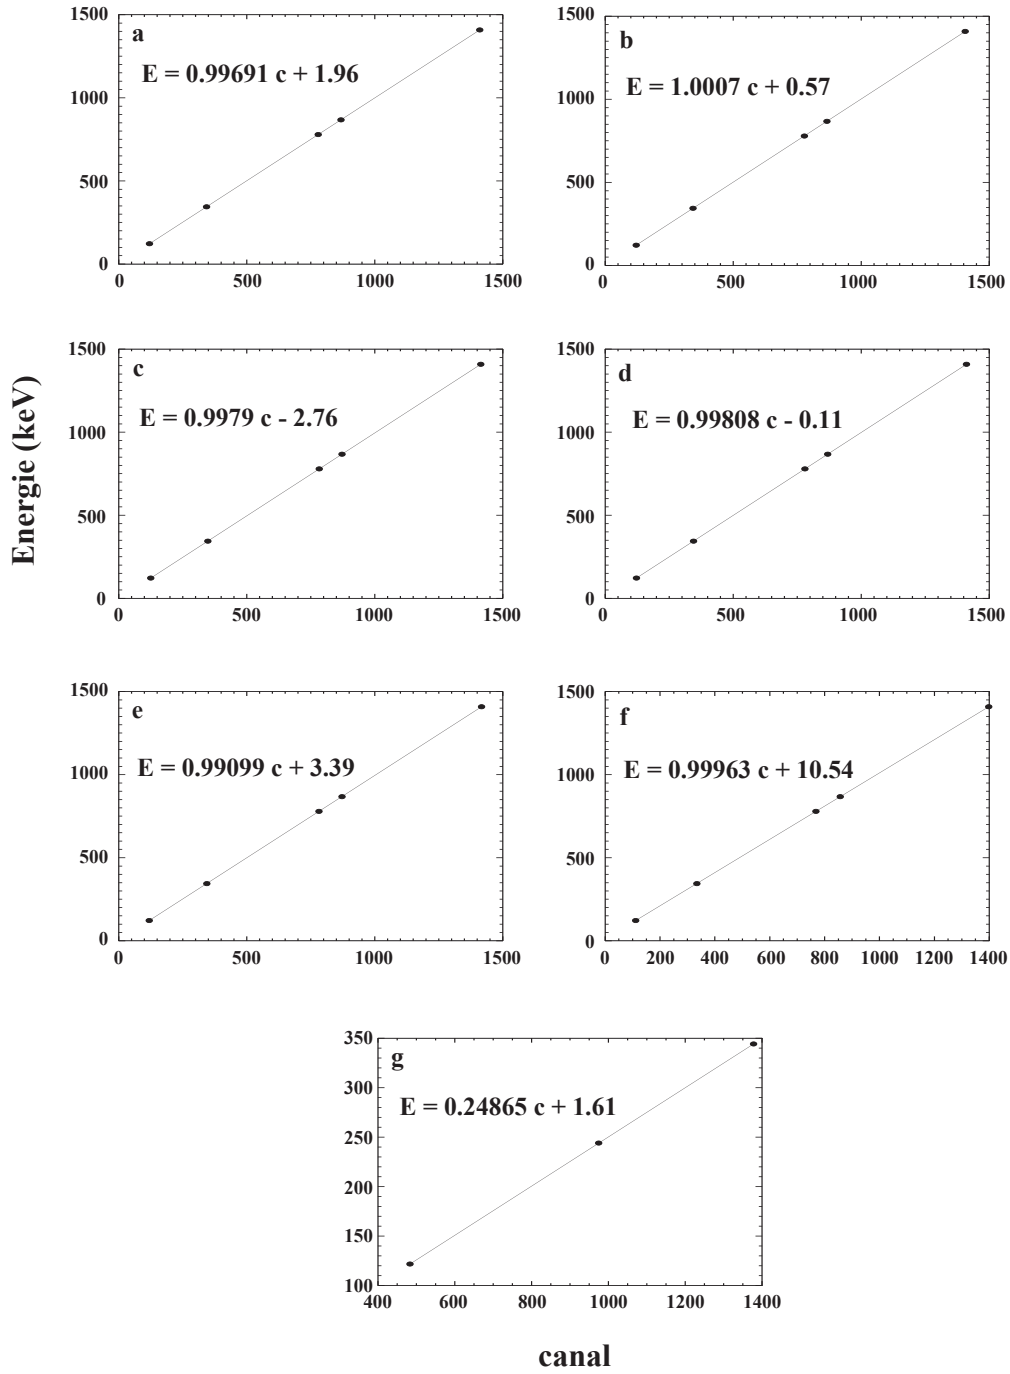 a
E = 0.99691 c + 1.96
1500
1000
500
0
0 500 1000 1500
b
E = 1.0007 c + 0.57
1500
1000
500
0
0 500 1000 1500
c
E = 0.9979 c - 2.76
1500
1000
500
0
0 500 1000 1500
d
E = 0.99808 c - 0.11
1500
1000
500
0
0 500 1000 1500
Energie (keV)
e
E = 0.99099 c + 3.39
1500
1000
500
0
0 500 1000 1500
f
E = 0.99963 c + 10.54
1500
1000
500
0
0 200 400 600 800 1000 1200 1400
g
E = 0.24865 c + 1.61
350
300
250
200
150
100
400 600 800 1000 1200 1400
canal